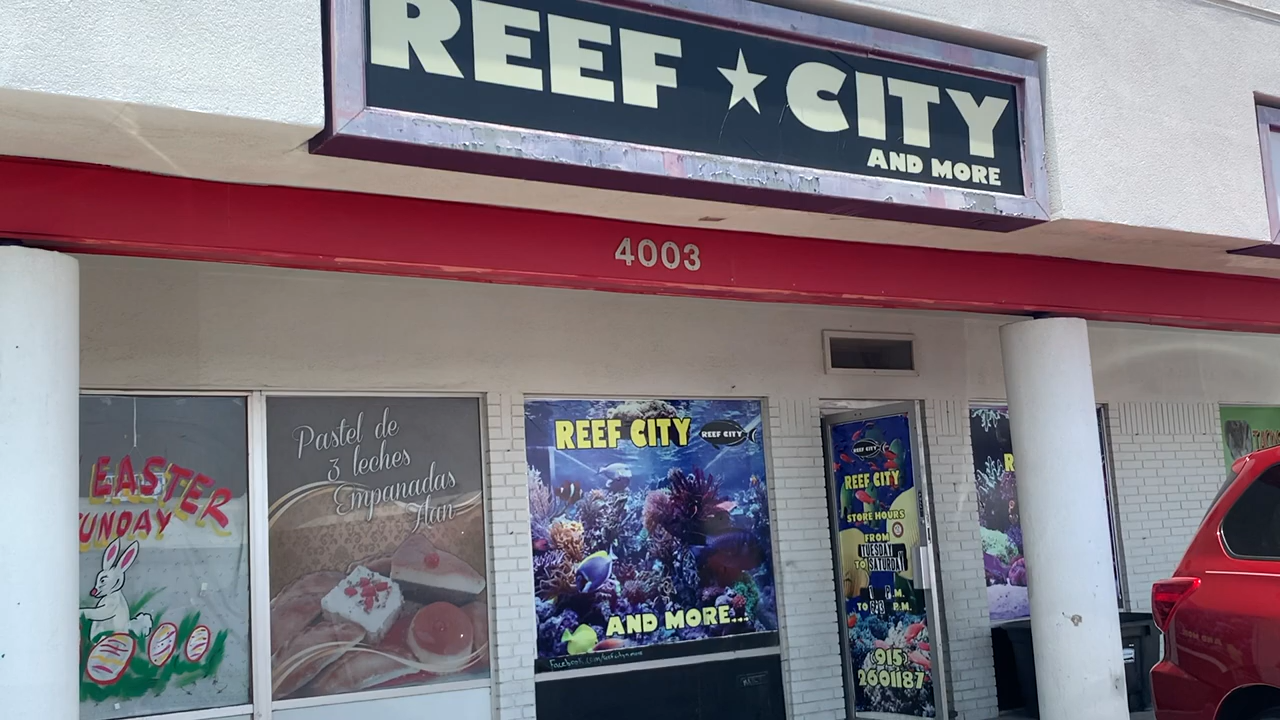 REEF ★ CITY
AND MORE
4003
EASTER
SUNDAY
Pastel de
3 leches
Empanadas
Flan
REEF CITY
REEF CITY
AND MORE...
REEF CITY
REEF CITY
STORE HOURS
FROM
TUESDAY
TO SATURDAY
P.M.
TO P.M.
915
2601187
R